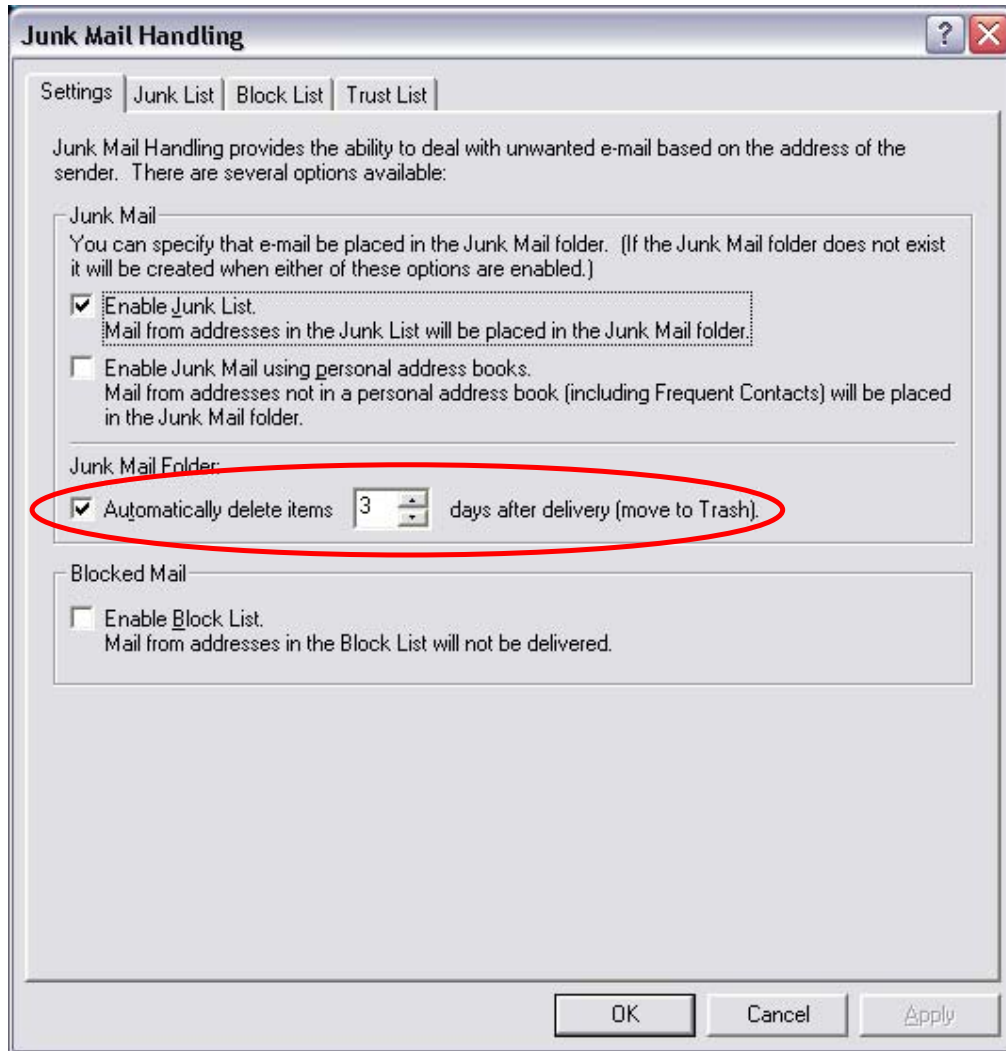 Junk Mail Handling
?
Settings Junk List Block List Trust List
Junk Mail Handling provides the ability to deal with unwanted e-mail based on the address of the
sender. There are several options available:
Junk Mail
You can specify that e-mail be placed in the Junk Mail folder. (If the Junk Mail folder does not exist
it will be created when either of these options are enabled.)
Enable Junk List.
Mail from addresses in the Junk List will be placed in the Junk Mail folder.
Enable Junk Mail using personal address books.
Mail from addresses not in a personal address book (including Frequent Contacts) will be placed
in the Junk Mail folder.
Junk Mail Folder:
Automatically delete items 3 days after delivery (move to Trash).
Blocked Mail
Enable Block List.
Mail from addresses in the Block List will not be delivered.
OK Cancel Apply